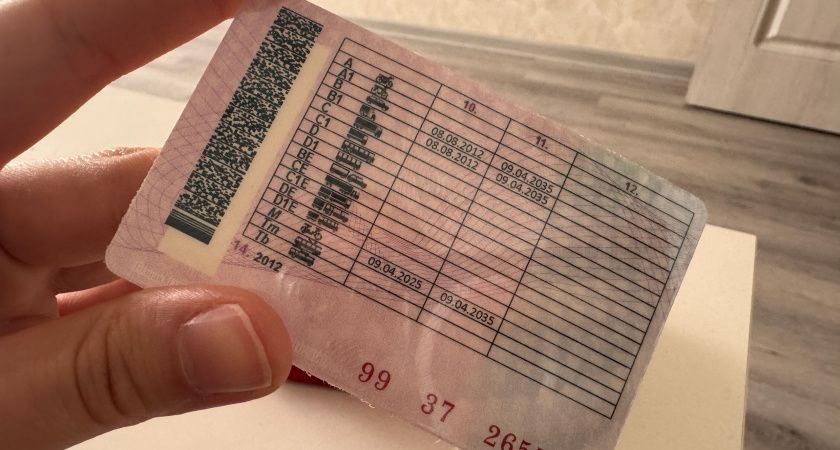 10. 11. 12.
A
A1
B 08.08.2012 09.04.2035
B1 08.08.2012 09.04.2035
C
C1
D
D1
BE
CE
C1E
DE
D1E
M 09.04.2025 09.04.2035
Tm
Tb
14. 2012
99 37